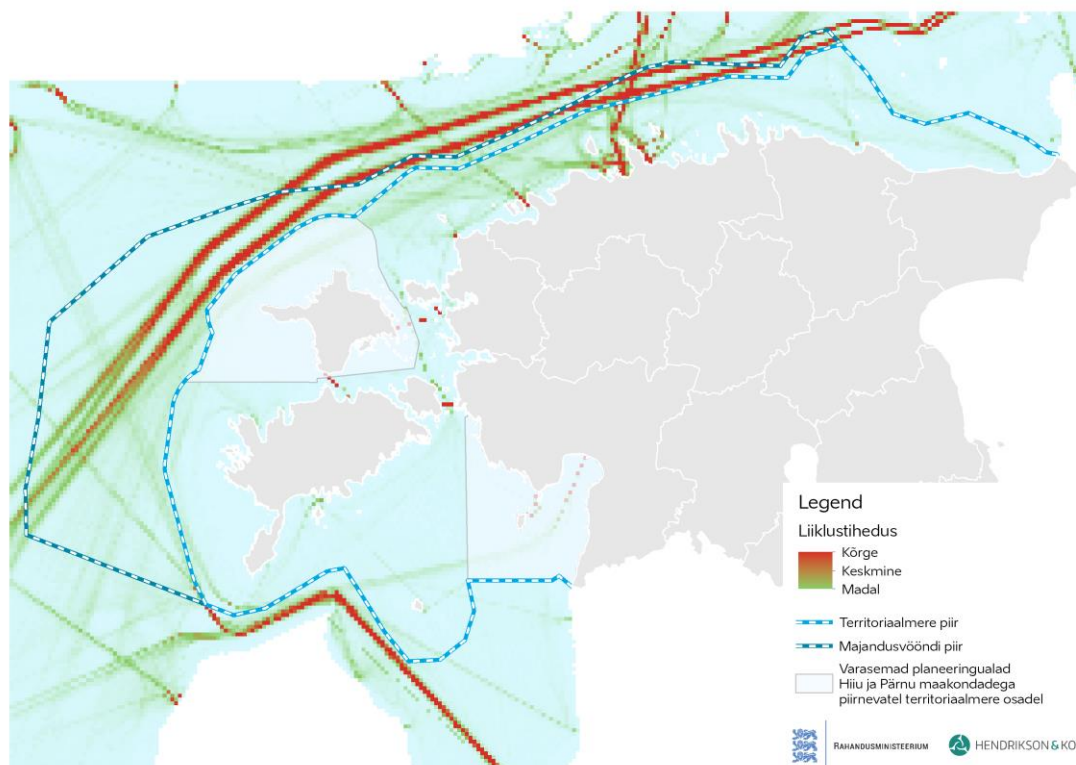 Legend
Liiklustihedus
Kõrge
Keskmine
Madal
Territoriaalmere piir
Majandusvööndi piir
Varasemad planeeringualad
Hiiu ja Pärnu maakondadega
piirnevatel territoriaalmere osadel
RAHANDUSMINISTEERIUM
HENDRIKSON & KO